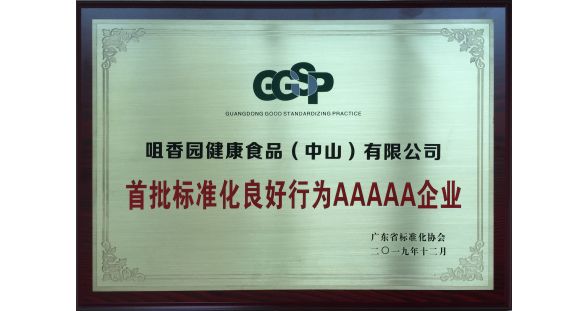 GGSP
GUANGDONG GOOD STANDARDIZING PRACTICE
咀香园健康食品（中山）有限公司
首批标准化良好行为AAAAA企业
广东省标准化协会
二〇一九年十二月